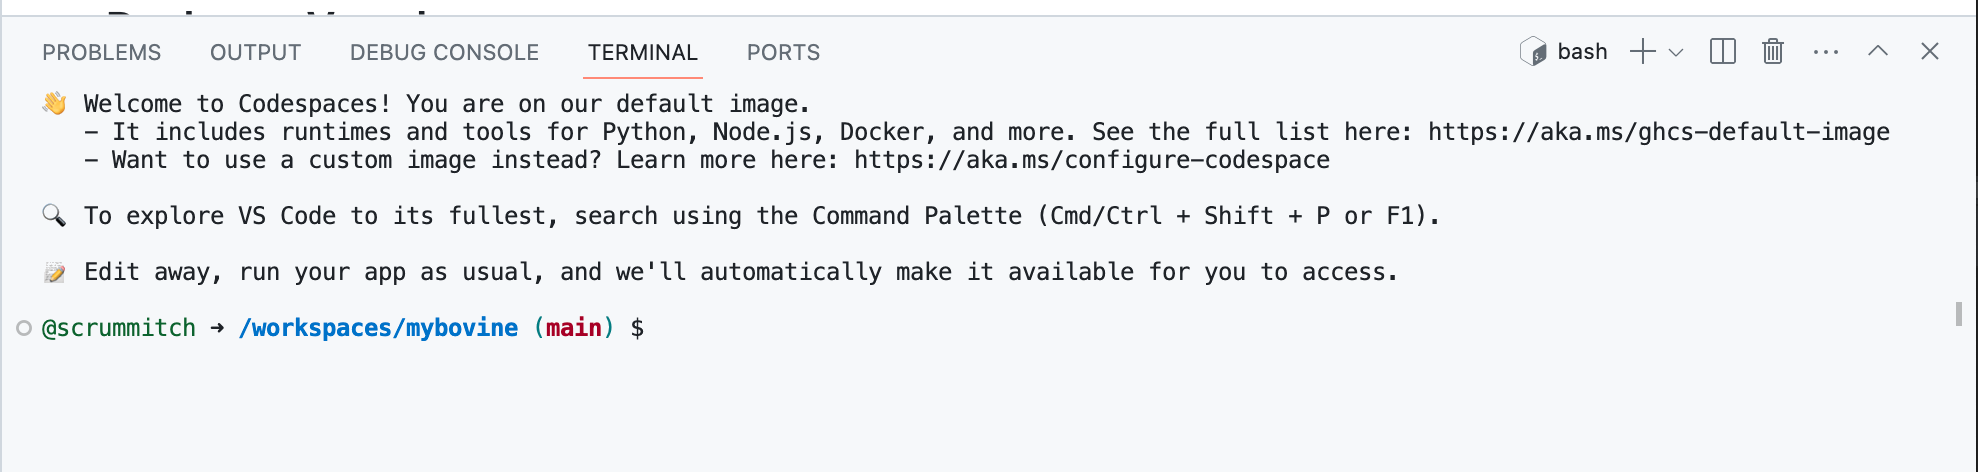 PROBLEMS OUTPUT DEBUG CONSOLE TERMINAL PORTS bash
👋 Welcome to Codespaces! You are on our default image.
- It includes runtimes and tools for Python, Node.js, Docker, and more. See the full list here: https://aka.ms/ghcs-default-image
- Want to use a custom image instead? Learn more here: https://aka.ms/configure-codespace
🔍 To explore VS Code to its fullest, search using the Command Palette (Cmd/Ctrl + Shift + P or F1).
📝 Edit away, run your app as usual, and we'll automatically make it available for you to access.
@scrummitch → /workspaces/mybovine (main) $